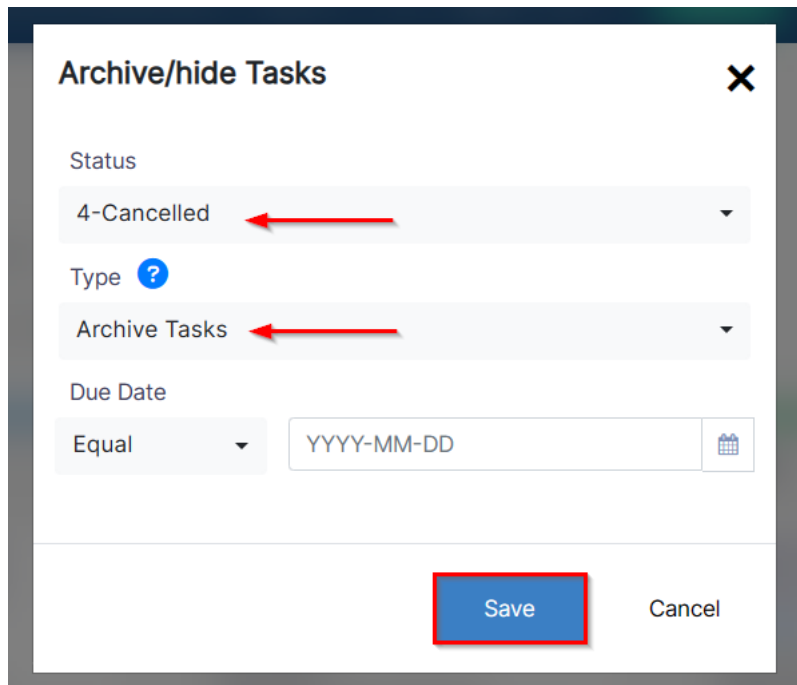 Archive/hide Tasks
Status
4-Cancelled
Type ?
Archive Tasks
Due Date
Equal YYYY-MM-DD
Save Cancel